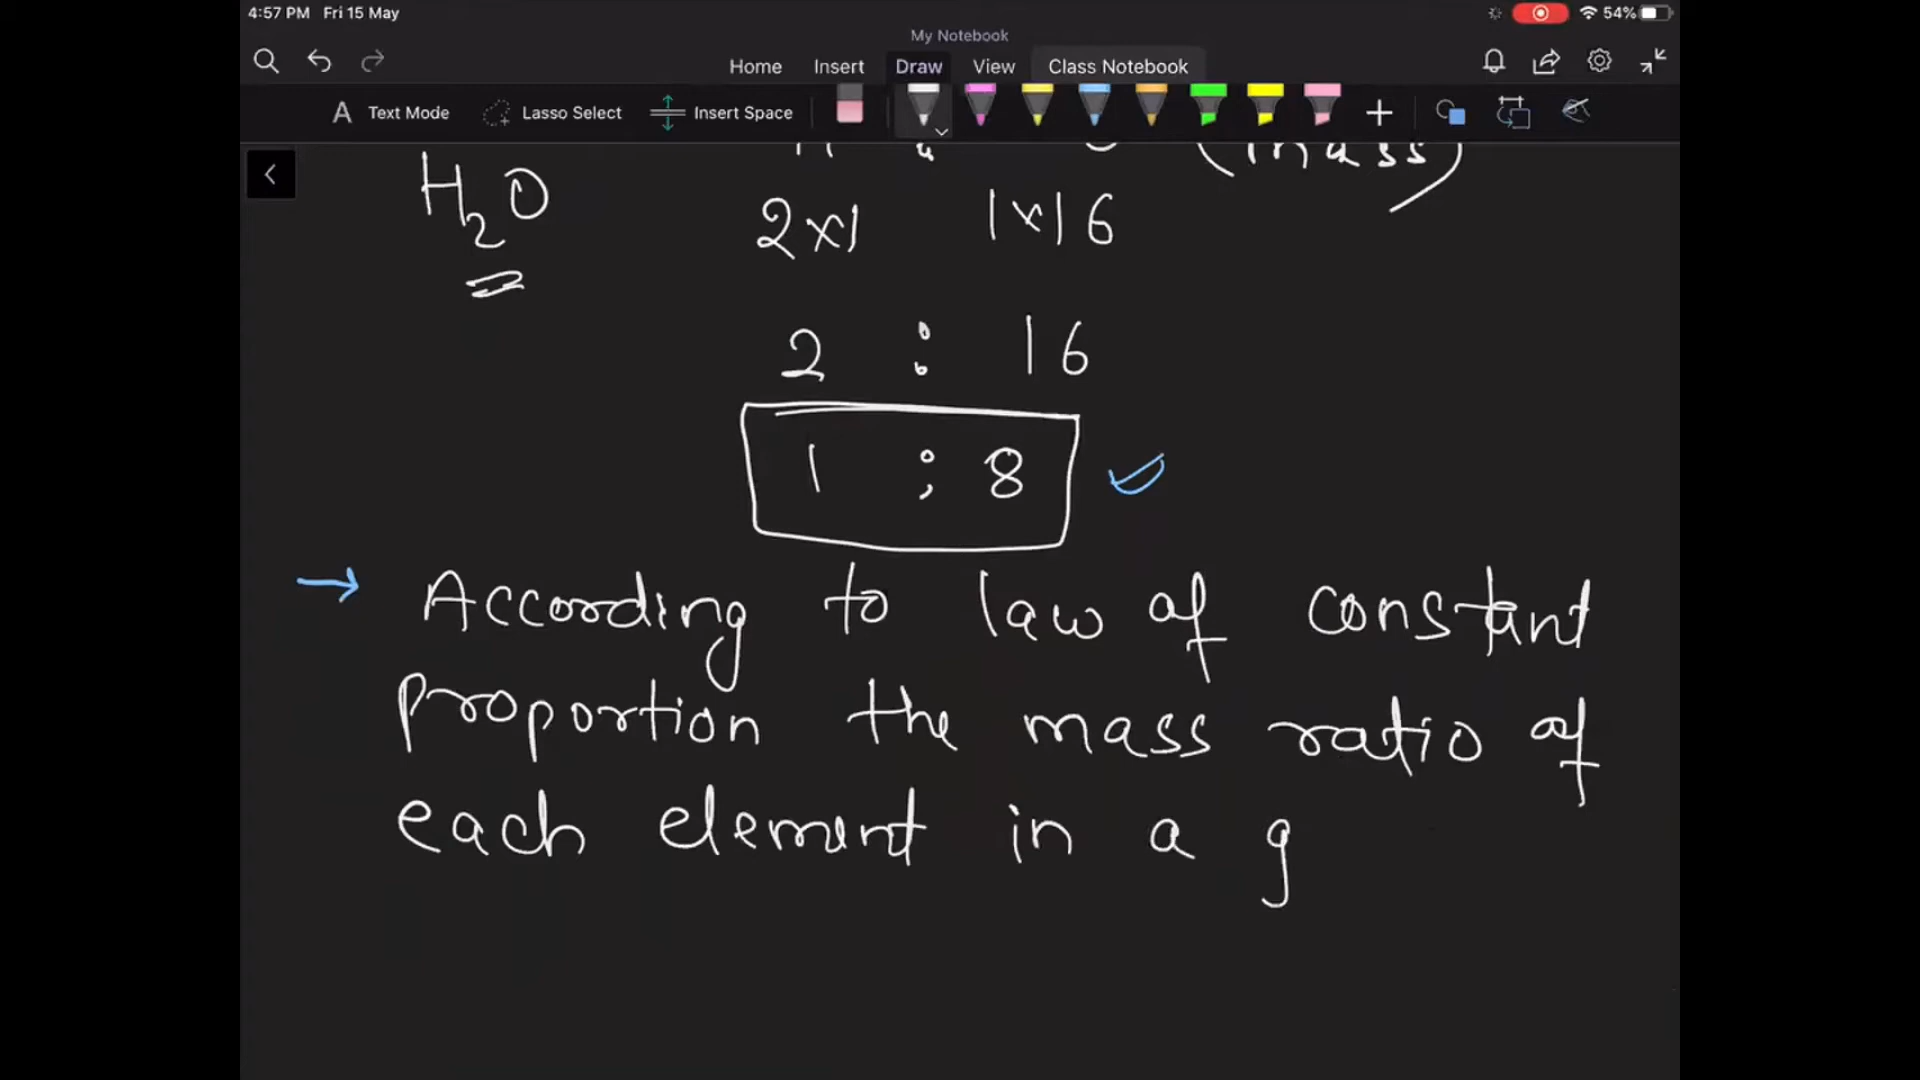 4:57 PM Fri 15 May
54%
My Notebook
Home Insert Draw View Class Notebook
A Text Mode Lasso Select Insert Space
(mass)
H2O 2x1 1x16
2 : 16
1 : 8
→ According to law of constant
proportion the mass ratio of
each element in a g